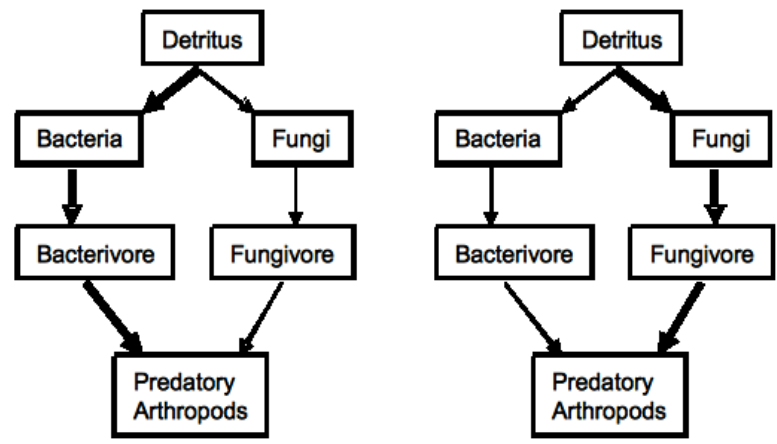 Detritus
Bacteria
Fungi
Bacterivore
Fungivore
Predatory
Arthropods
Detritus
Bacteria
Fungi
Bacterivore
Fungivore
Predatory
Arthropods